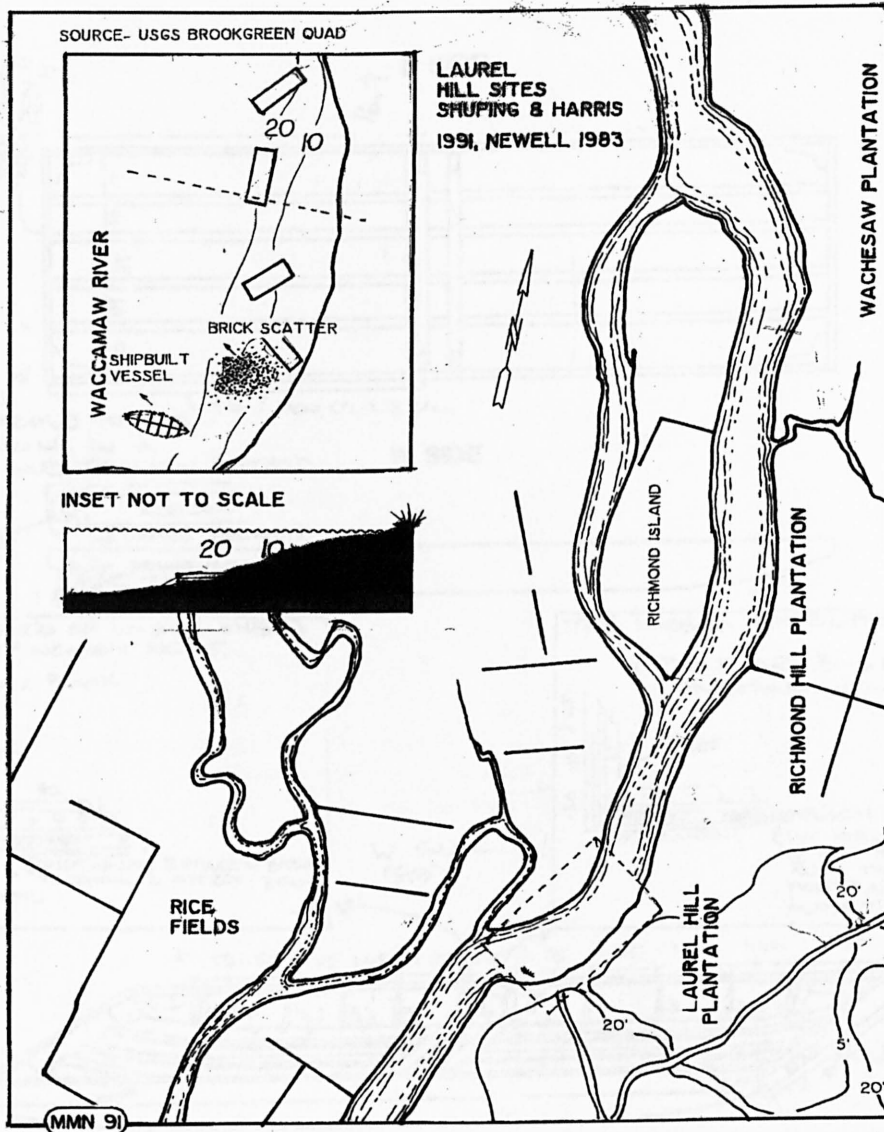 SOURCE- USGS BROOKGREEN QUAD
LAUREL
HILL SITES
SHUPING & HARRIS
1991, NEWELL 1983
20
10
WACCAMAW RIVER
BRICK SCATTER
SHIPBUILT
VESSEL
INSET NOT TO SCALE
20 10
N
WACHESAW PLANTATION
RICHMOND ISLAND
RICHMOND HILL PLANTATION
RICE
FIELDS
LAUREL HILL
PLANTATION
20'
20'
5'
20'
MMN 91